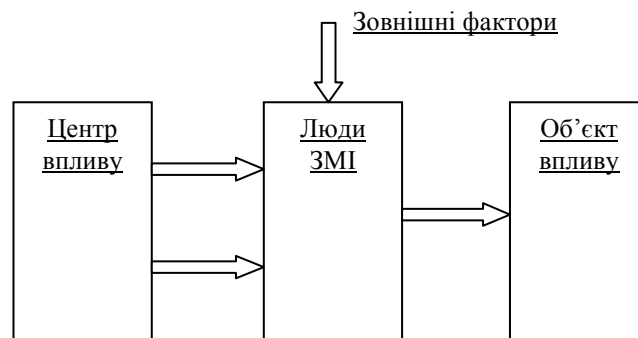 Зовнішні фактори
Центр
впливу
Люди
ЗМІ
Об’єкт
впливу